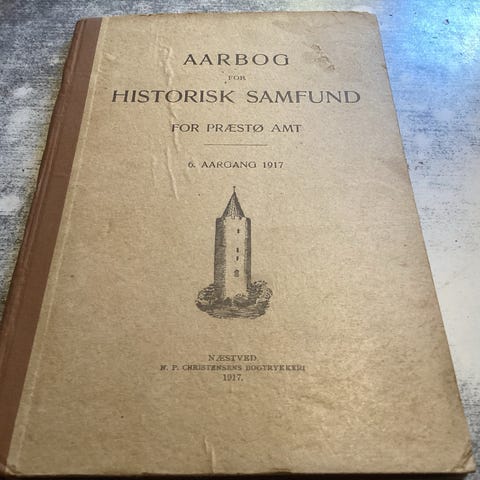 AARBOG
FOR
HISTORISK SAMFUND
FOR PRÆSTØ AMT
6. AARGANG 1917
NÆSTVED
N. P. CHRISTENSENS BOGTRYKKERI
1917.